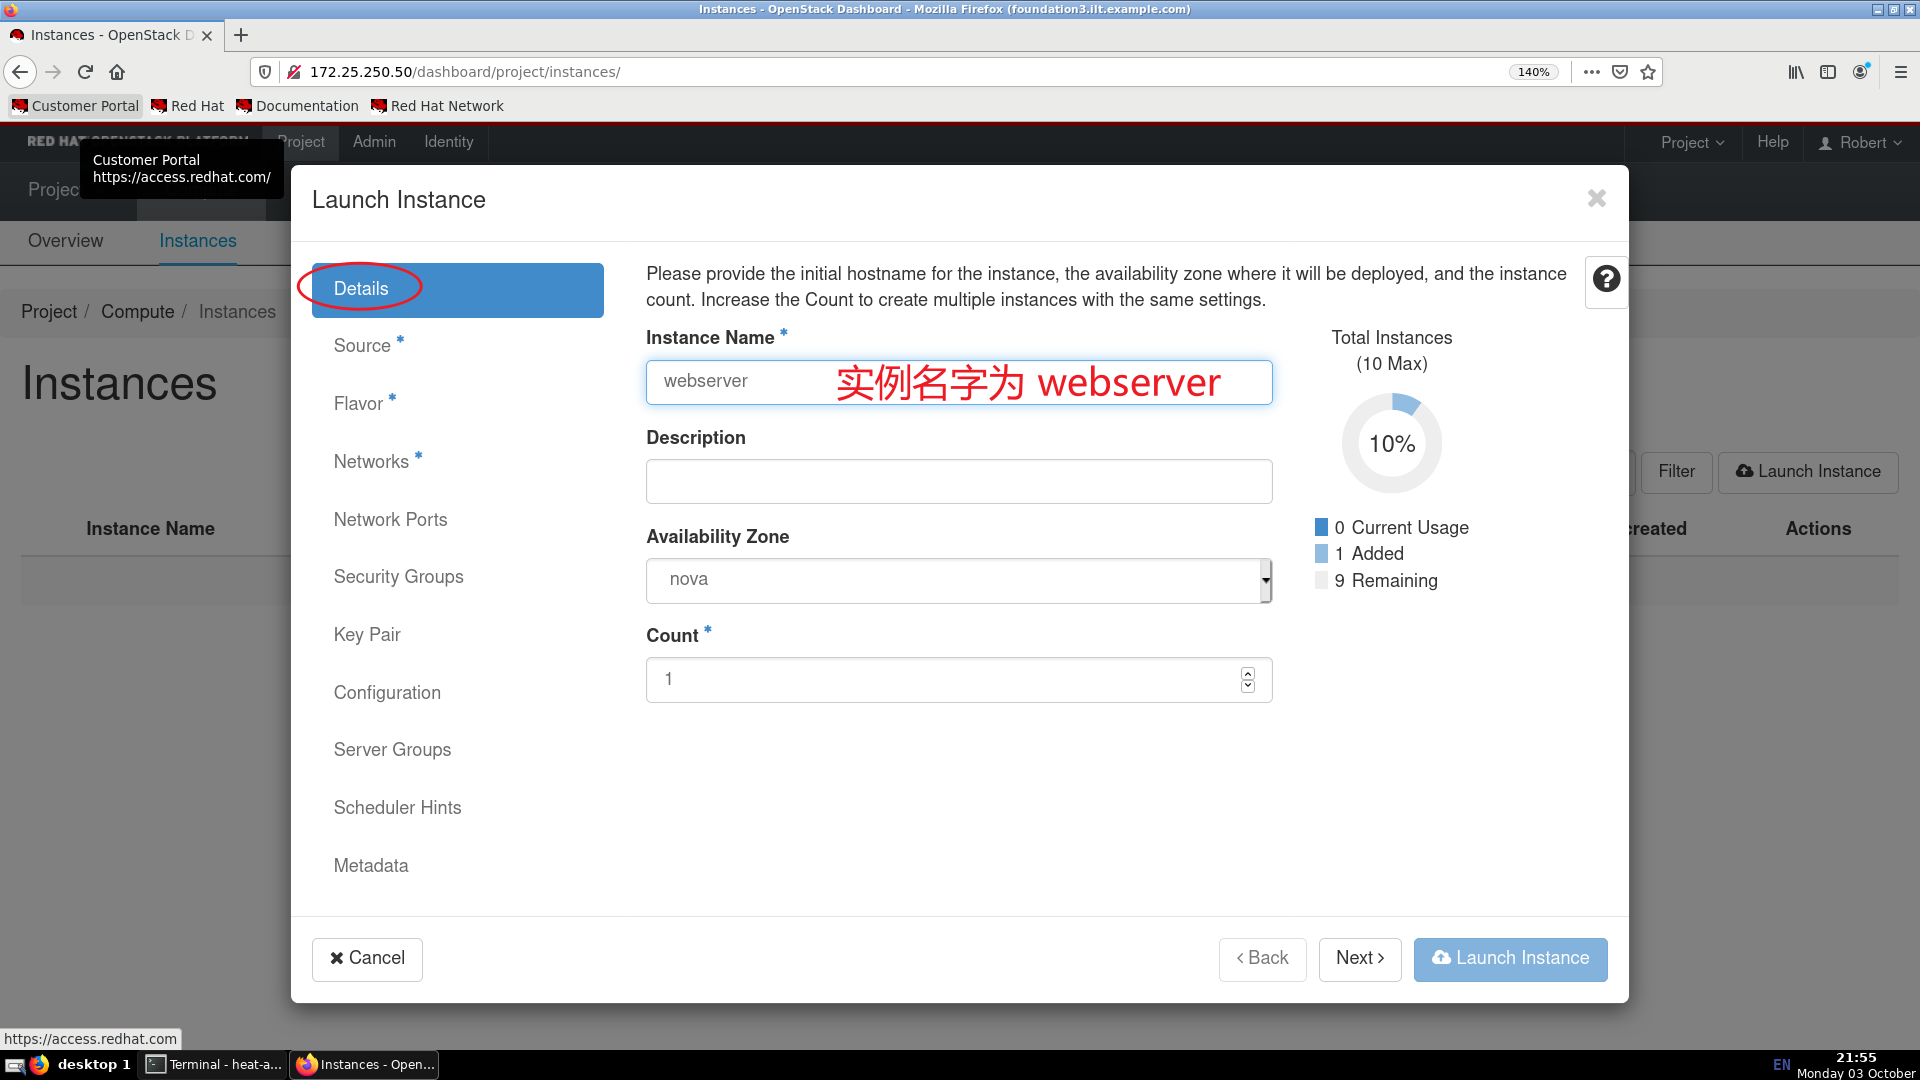 Instances - OpenStack Dashboard - Mozilla Firefox (foundation3.ilt.example.com)
Instances - OpenStack D
172.25.250.50/dashboard/project/instances/
140%
Customer Portal
Red Hat
Documentation
Red Hat Network
Project
Admin
Identity
Project
Help
Robert
Customer Portal
https://access.redhat.com/
Projec
Launch Instance
Overview
Instances
Details
Please provide the initial hostname for the instance, the availability zone where it will be deployed, and the instance
count. Increase the Count to create multiple instances with the same settings.
Project / Compute / Instances
Instances
Source *
Flavor *
Networks *
Network Ports
Security Groups
Key Pair
Configuration
Server Groups
Scheduler Hints
Metadata
Instance Name *
webserver
实例名字为 webserver
Description
Availability Zone
nova
Count *
1
Total Instances
(10 Max)
10%
0 Current Usage
1 Added
9 Remaining
Filter
Launch Instance
Instance Name
created
Actions
Cancel
Back
Next
Launch Instance
https://access.redhat.com
desktop 1
Terminal - heat-a...
Instances - Open...
EN
21:55
Monday 03 October